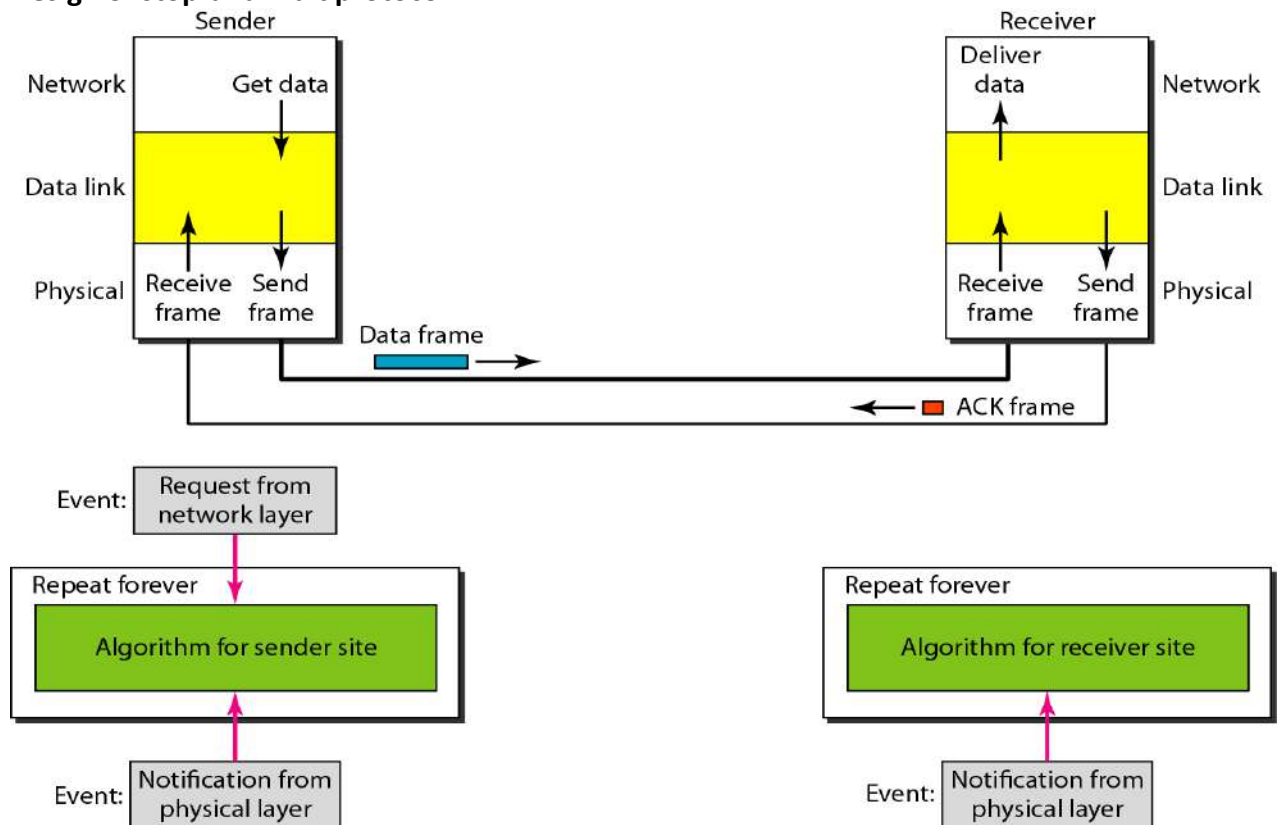 Sender
Receiver
Network
Get data
Deliver
data
Network
Data link
Data link
Physical
Receive
frame
Send
frame
Receive
frame
Send
frame
Physical
Data frame
ACK frame
Event:
Request from
network layer
Repeat forever
Algorithm for sender site
Repeat forever
Algorithm for receiver site
Event:
Notification from
physical layer
Event:
Notification from
physical layer